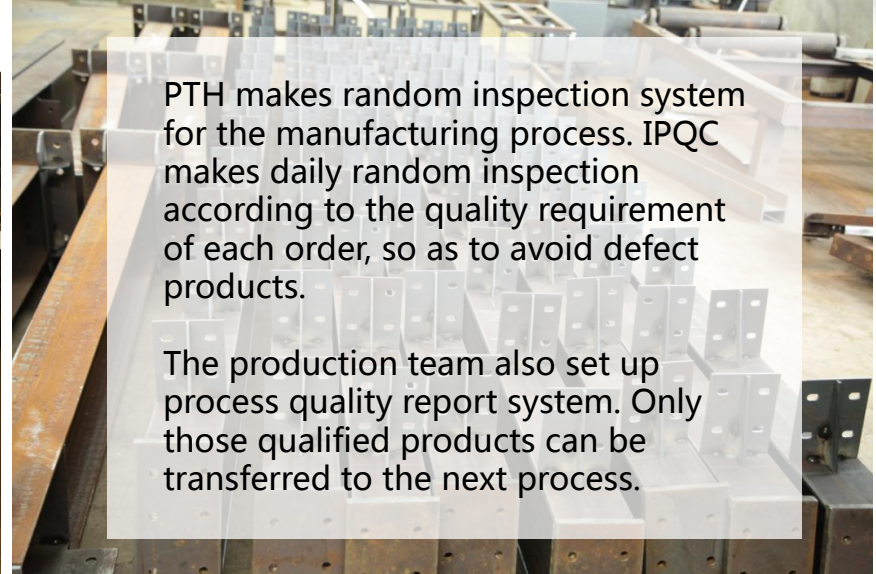 PTH makes random inspection system
for the manufacturing process. IPQC
makes daily random inspection
according to the quality requirement
of each order, so as to avoid defect
products.
The production team also set up
process quality report system. Only
those qualified products can be
transferred to the next process.